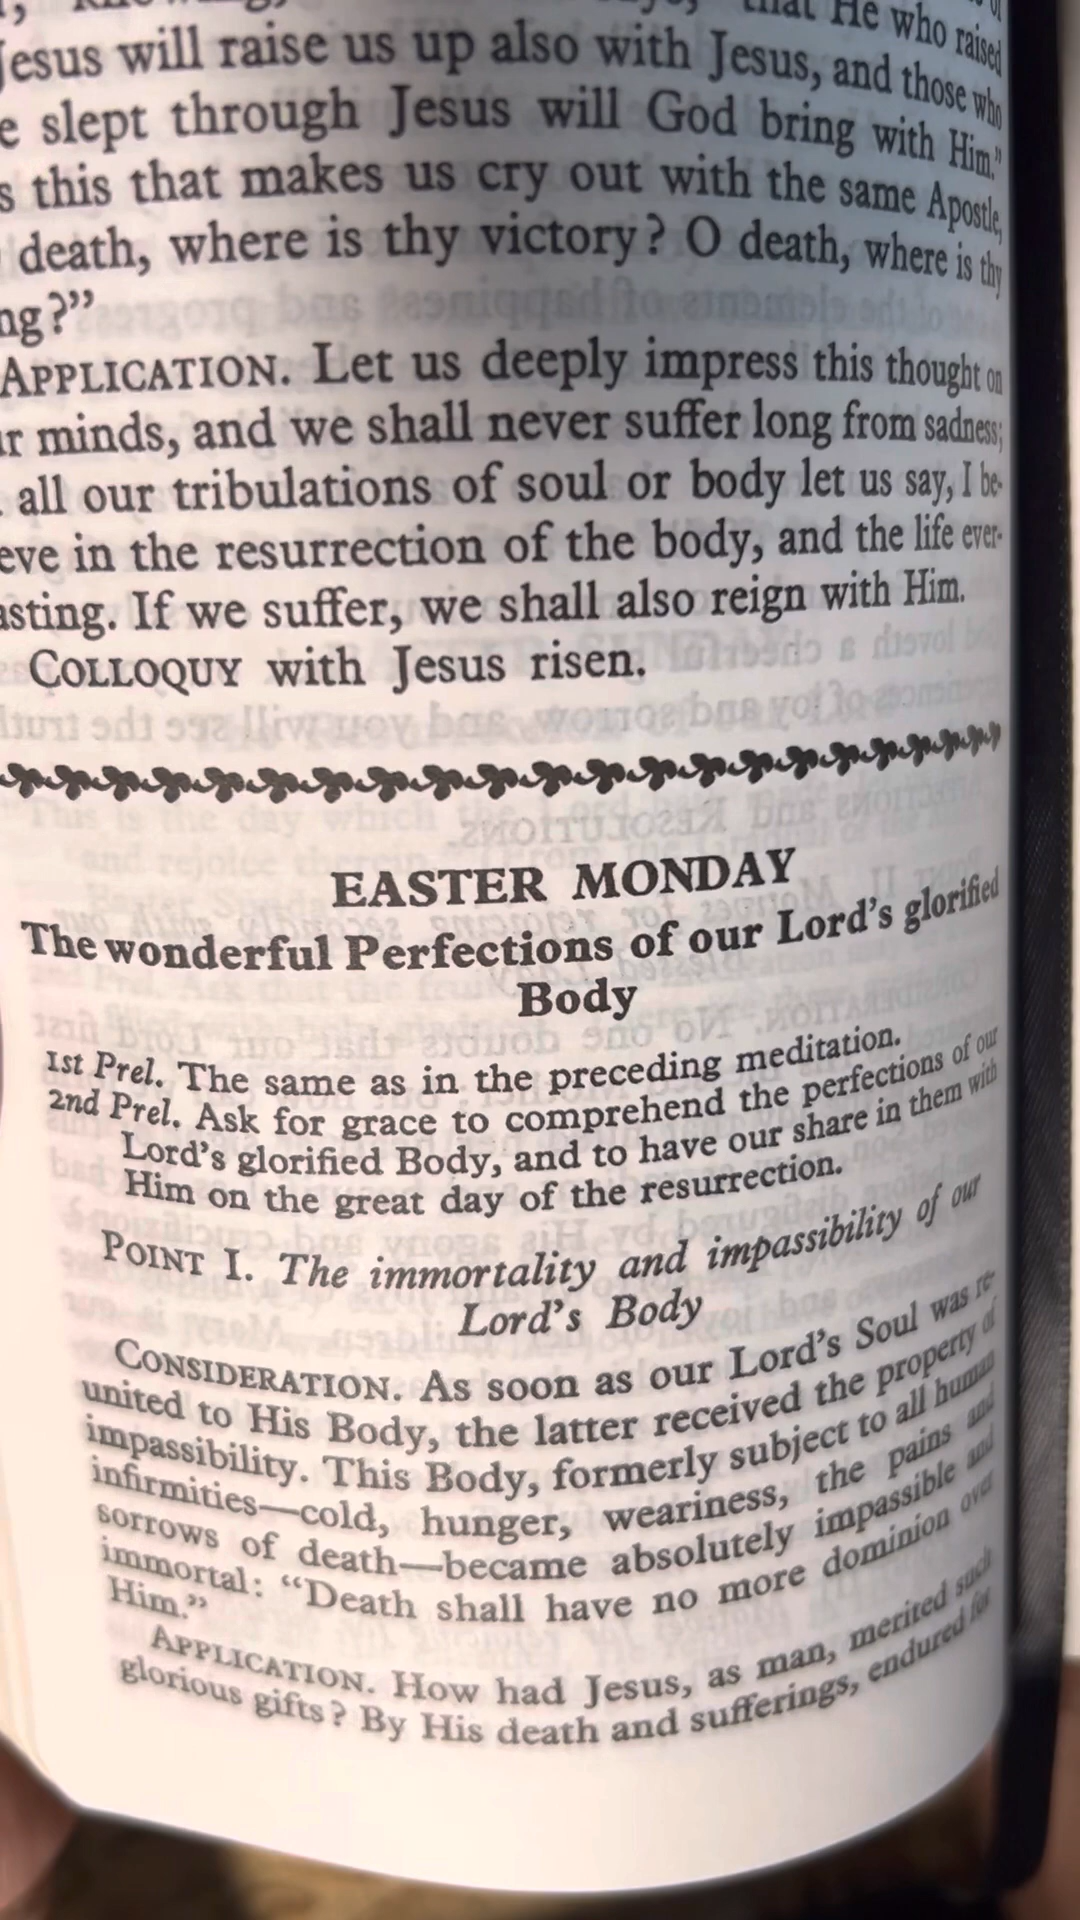 that He who raised
Jesus will raise us up also with Jesus, and those who
e slept through Jesus will God bring with Him."
s this that makes us cry out with the same Apostle,
death, where is thy victory? O death, where is thy
ng?”
APPLICATION. Let us deeply impress this thought on
ur minds, and we shall never suffer long from sadness;
all our tribulations of soul or body let us say, I be-
eve in the resurrection of the body, and the life ever-
asting. If we suffer, we shall also reign with Him.
COLLOQUY with Jesus risen.
EASTER MONDAY
The wonderful Perfections of our Lord’s glorified
Body
1st Prel. The same as in the preceding meditation.
2nd Prel. Ask for grace to comprehend the perfections of our
Lord’s glorified Body, and to have our share in them with
Him on the great day of the resurrection.
POINT I. The immortality and impassibility of our
Lord’s Body
CONSIDERATION. As soon as our Lord’s Soul was re-
united to His Body, the latter received the property of
impassibility. This Body, formerly subject to all human
infirmities—cold, hunger, weariness, the pains and
sorrows of death—became absolutely impassible and
immortal: “Death shall have no more dominion over
Him.”
APPLICATION. How had Jesus, as man, merited such
glorious gifts? By His death and sufferings, endured for